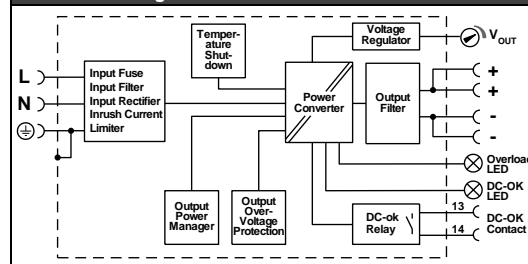 Temper-
ature
Shut-
down
Voltage
Regulator
VOUT
L
N
Input Fuse
Input Filter
Input Rectifier
Inrush Current
Limiter
Power
Converter
Output
Filter
+
+
-
-
Output
Power
Manager
Output
Over-
Voltage
Protection
DC-ok
Relay
Overload
LED
DC-OK
LED
13
14
DC-OK
Contact